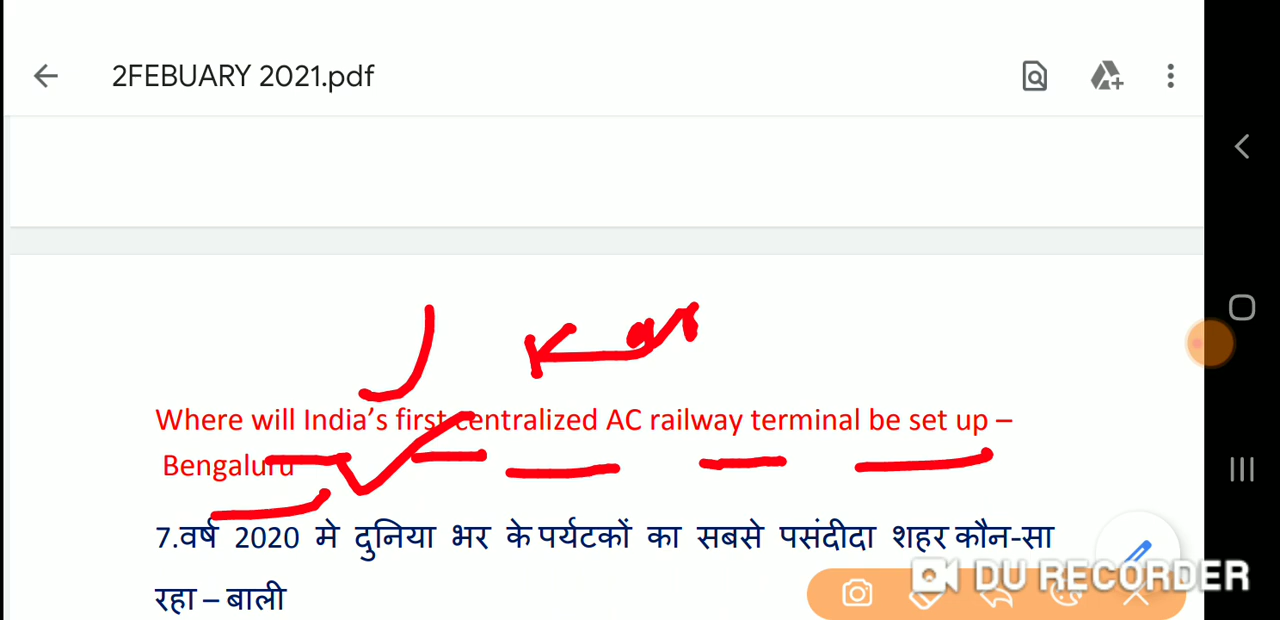 2FEBUARY 2021.pdf
Where will India's first centralized AC railway terminal be set up –
Bengaluru
7.वर्ष 2020 मे दुनिया भर के पर्यटकों का सबसे पसंदीदा शहर कौन-सा
रहा – बाली
DU RECORDER